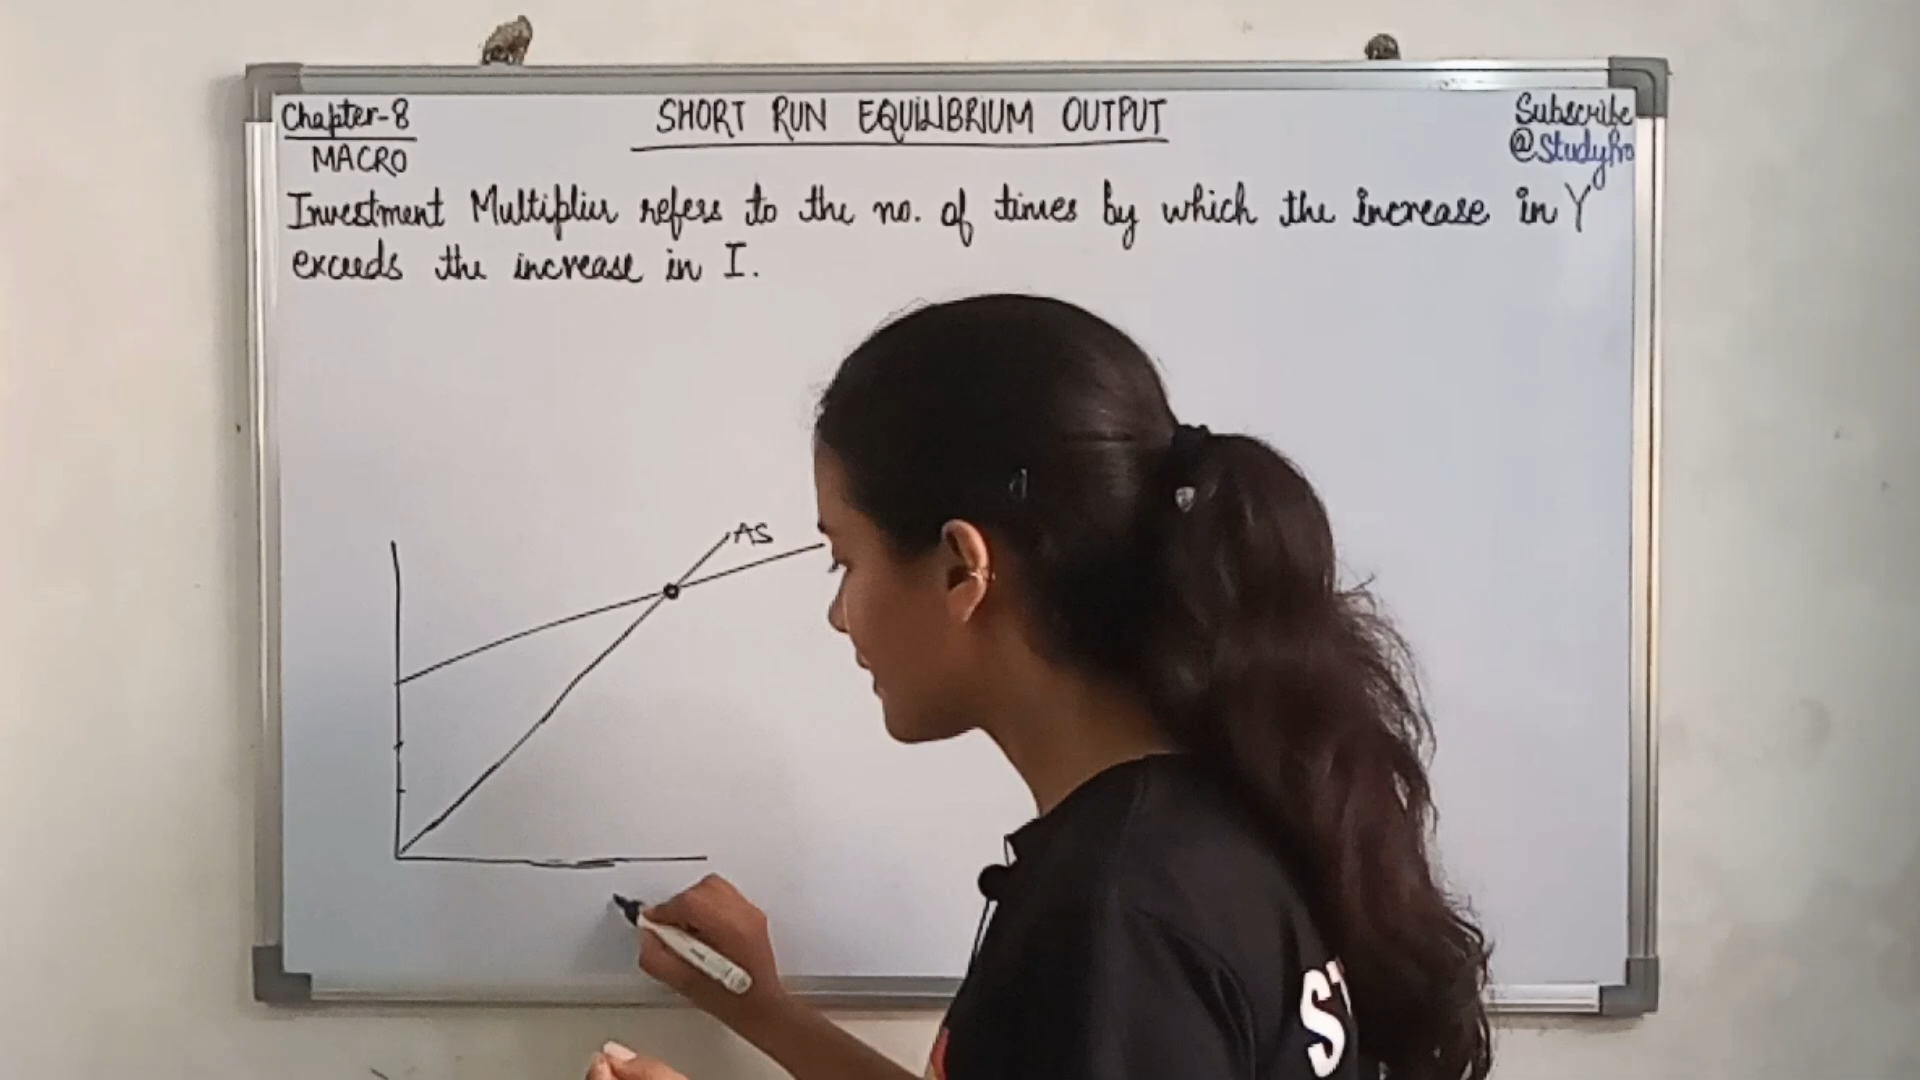 Chapter-8
MACRO
SHORT RUN EQUILIBRIUM OUTPUT
Subscribe
@StudyPro
Investment Multiplier refers to the no. of times by which the increase in Y
exceeds the increase in I.
AS